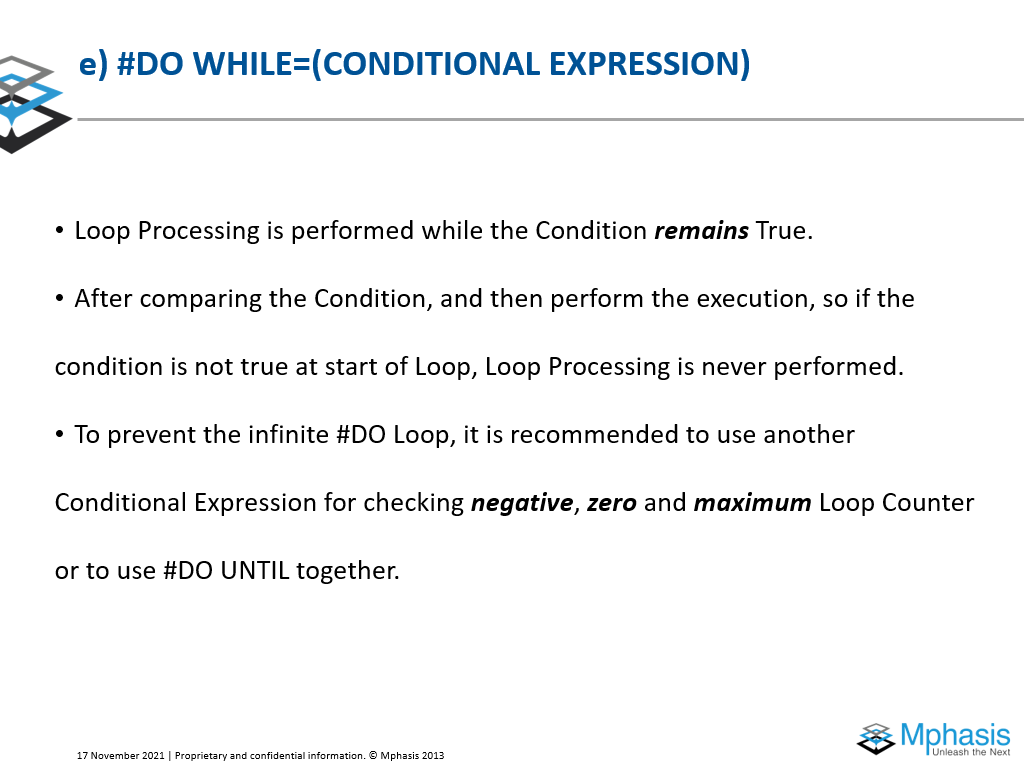 e) #DO WHILE=(CONDITIONAL EXPRESSION)
• Loop Processing is performed while the Condition remains True.
• After comparing the Condition, and then perform the execution, so if the
condition is not true at start of Loop, Loop Processing is never performed.
• To prevent the infinite #DO Loop, it is recommended to use another
Conditional Expression for checking negative, zero and maximum Loop Counter
or to use #DO UNTIL together.
Mphasis
Unleash the Next
17 November 2021 | Proprietary and confidential information. © Mphasis 2013